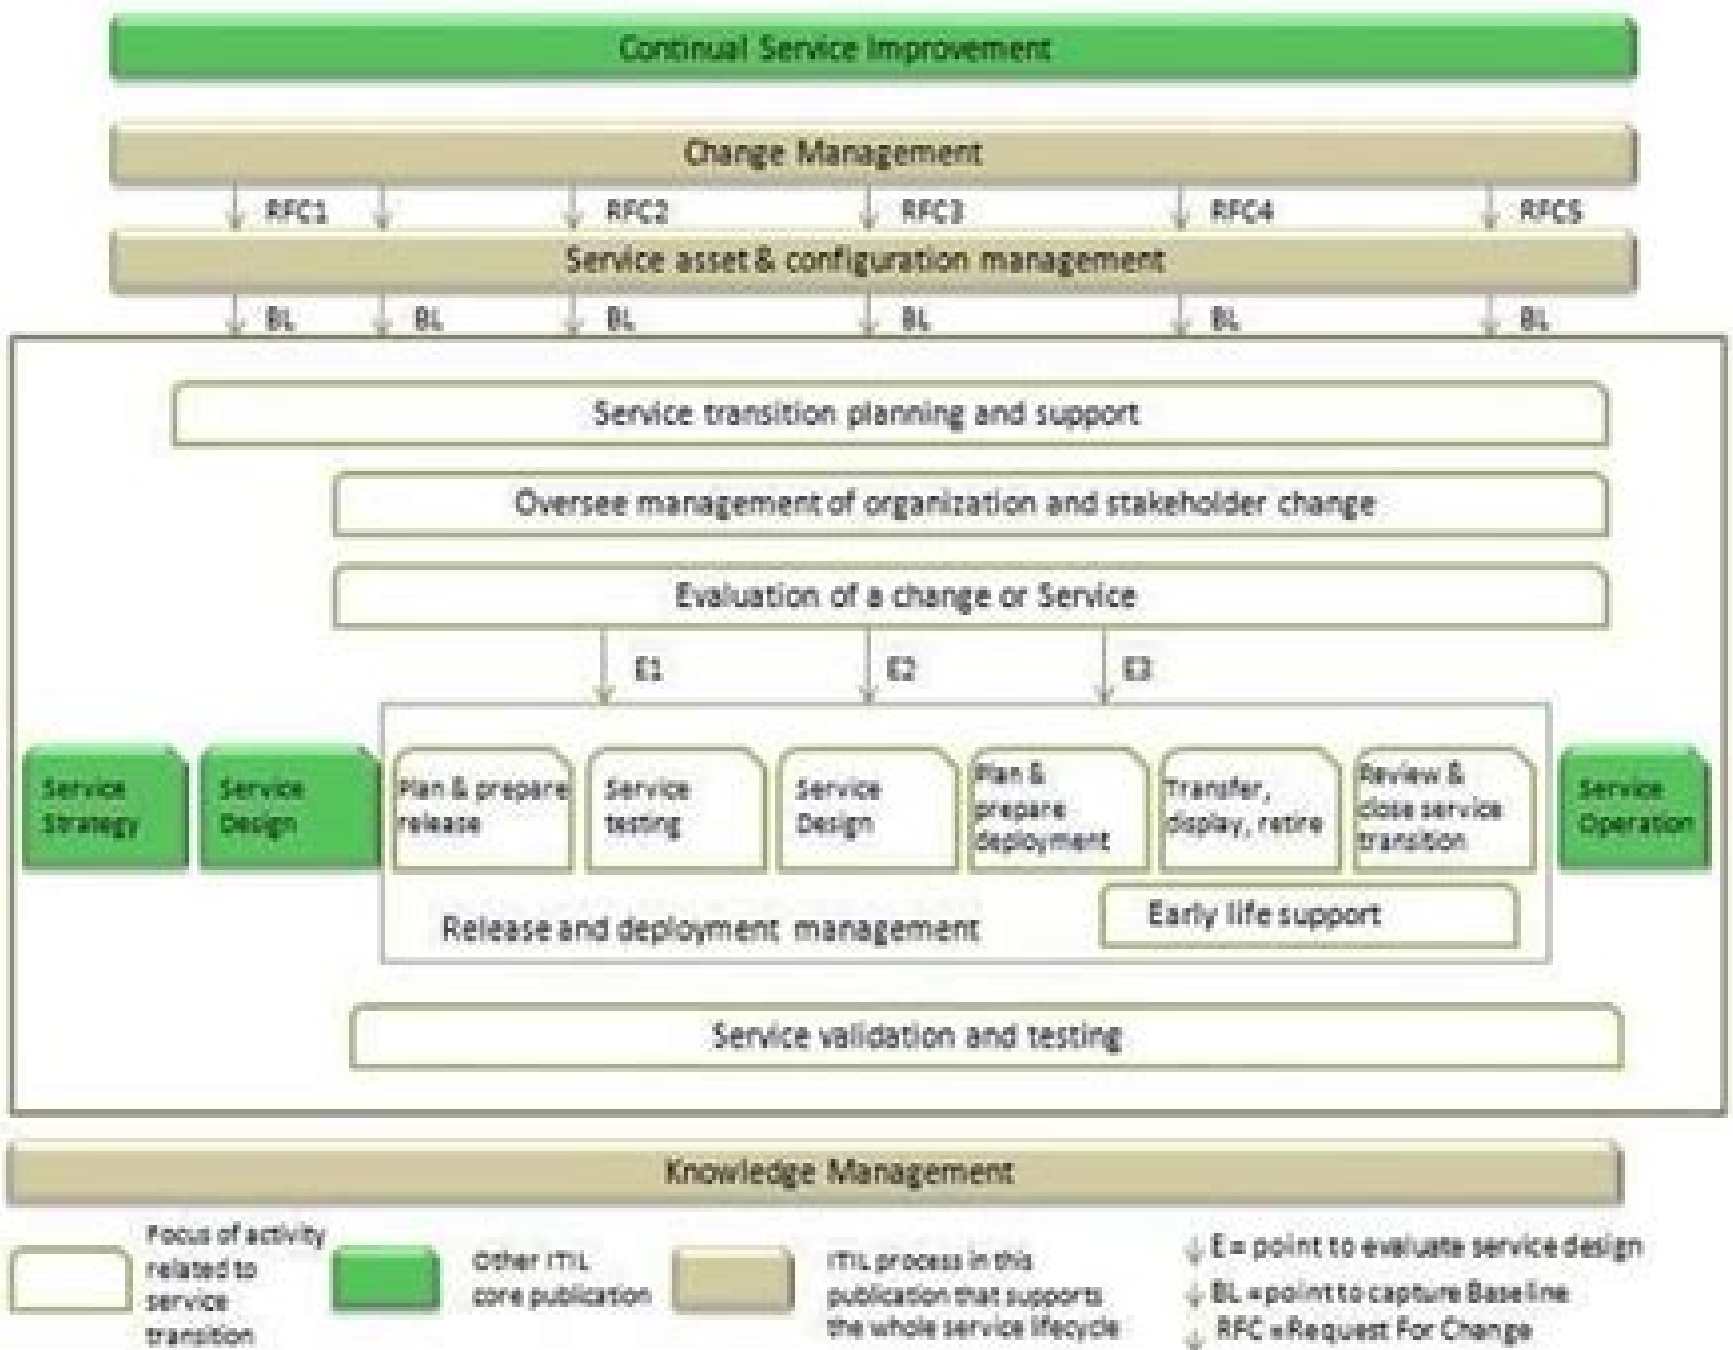 Continual Service Improvement
Change Management
RFC1 RFC2 RFC3 RFC4 RFC5
Service asset & configuration management
BL BL BL BL BL BL
Service transition planning and support
Oversee management of organization and stakeholder change
Evaluation of a change or Service
E1 E2 E3
Service
Strategy
Service
Design
Plan & prepare
release
Service
testing
Service
Design
Plan &
prepare
deployment
Transfer,
display, retire
Review &
close service
transition
Service
Operation
Release and deployment management
Early life support
Service validation and testing
Knowledge Management
Focus of activity
related to
service
transition
Other ITIL
core publication
ITIL process in this
publication that supports
the whole service lifecycle
E = point to evaluate service design
BL = point to capture Baseline
RFC = Request For Change